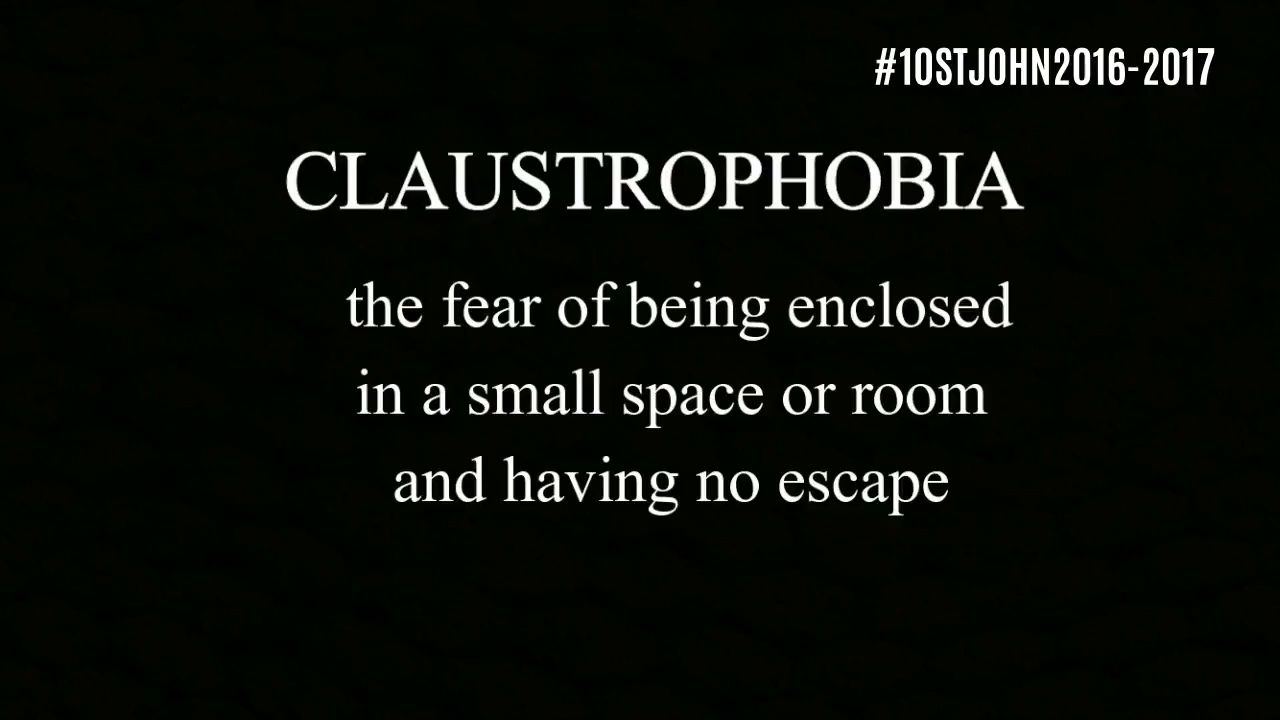 #10STJOHN2016-2017
CLAUSTROPHOBIA
the fear of being enclosed
in a small space or room
and having no escape